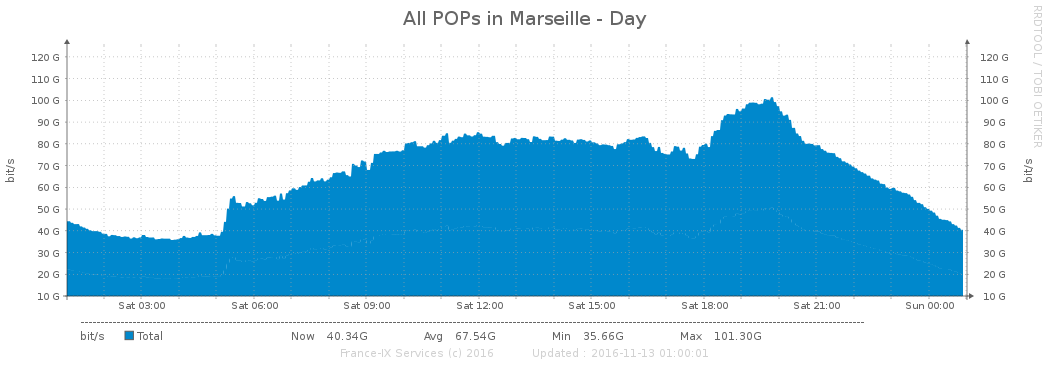 All POPs in Marseille - Day
RRDTOOL / TOBI OETIKER
bit/s
bit/s
120 G 120 G
110 G 110 G
100 G 100 G
90 G 90 G
80 G 80 G
70 G 70 G
60 G 60 G
50 G 50 G
40 G 40 G
30 G 30 G
20 G 20 G
10 G 10 G
Sat 03:00 Sat 06:00 Sat 09:00 Sat 12:00 Sat 15:00 Sat 18:00 Sat 21:00 Sun 00:00
bit/s Total Now 40.34G Avg 67.54G Min 35.66G Max 101.30G
France-IX Services (c) 2016 Updated : 2016-11-13 01:00:01